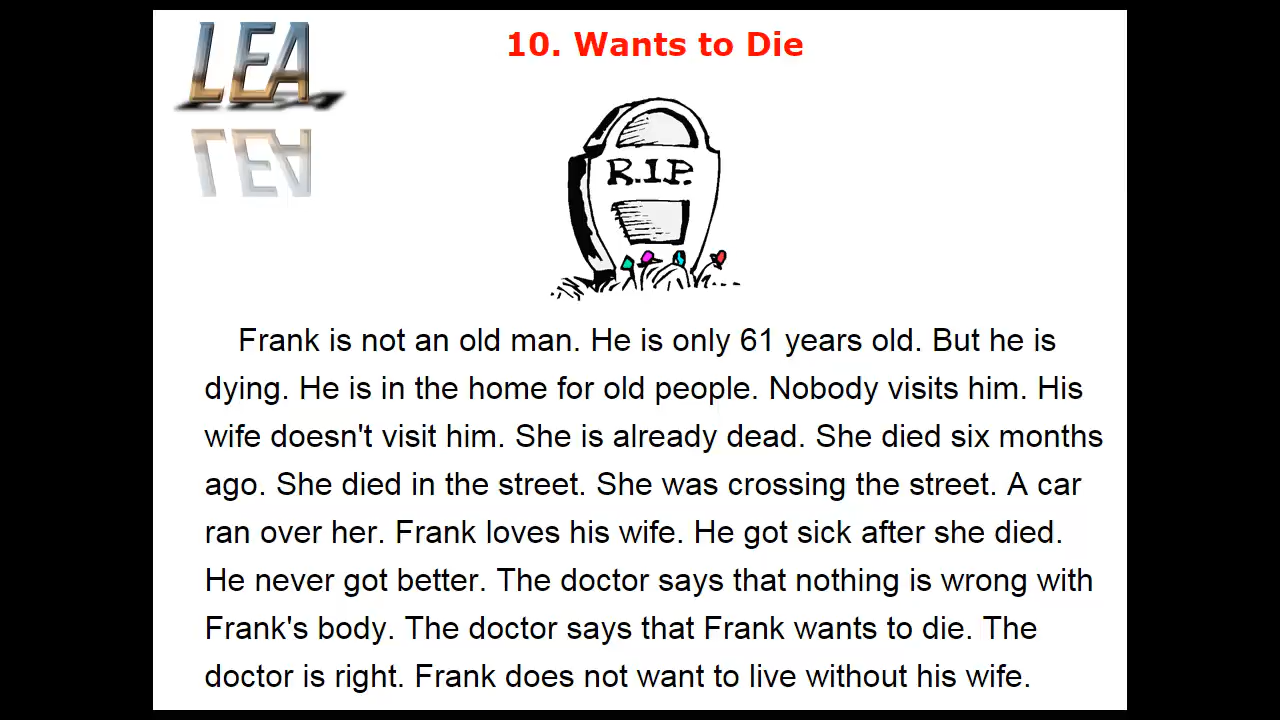 LEA
10. Wants to Die
R.I.P.
Frank is not an old man. He is only 61 years old. But he is
dying. He is in the home for old people. Nobody visits him. His
wife doesn't visit him. She is already dead. She died six months
ago. She died in the street. She was crossing the street. A car
ran over her. Frank loves his wife. He got sick after she died.
He never got better. The doctor says that nothing is wrong with
Frank's body. The doctor says that Frank wants to die. The
doctor is right. Frank does not want to live without his wife.